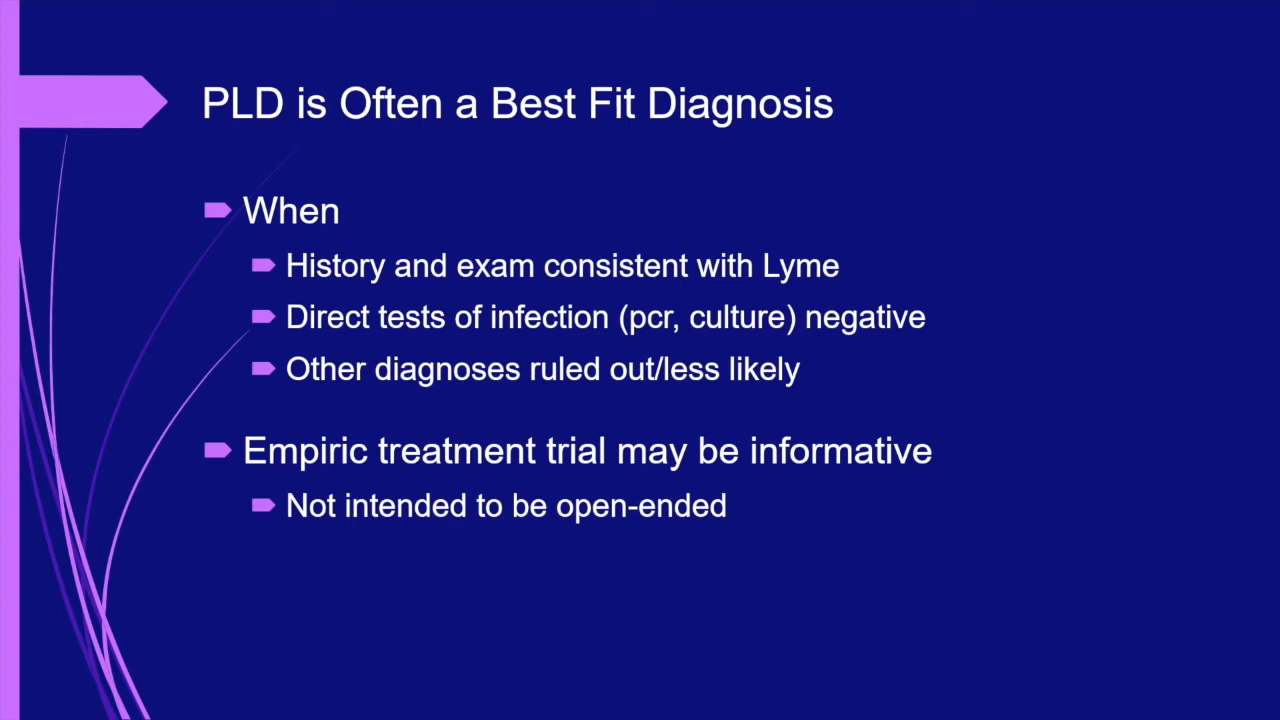 PLD is Often a Best Fit Diagnosis
When
History and exam consistent with Lyme
Direct tests of infection (pcr, culture) negative
Other diagnoses ruled out/less likely
Empiric treatment trial may be informative
Not intended to be open-ended